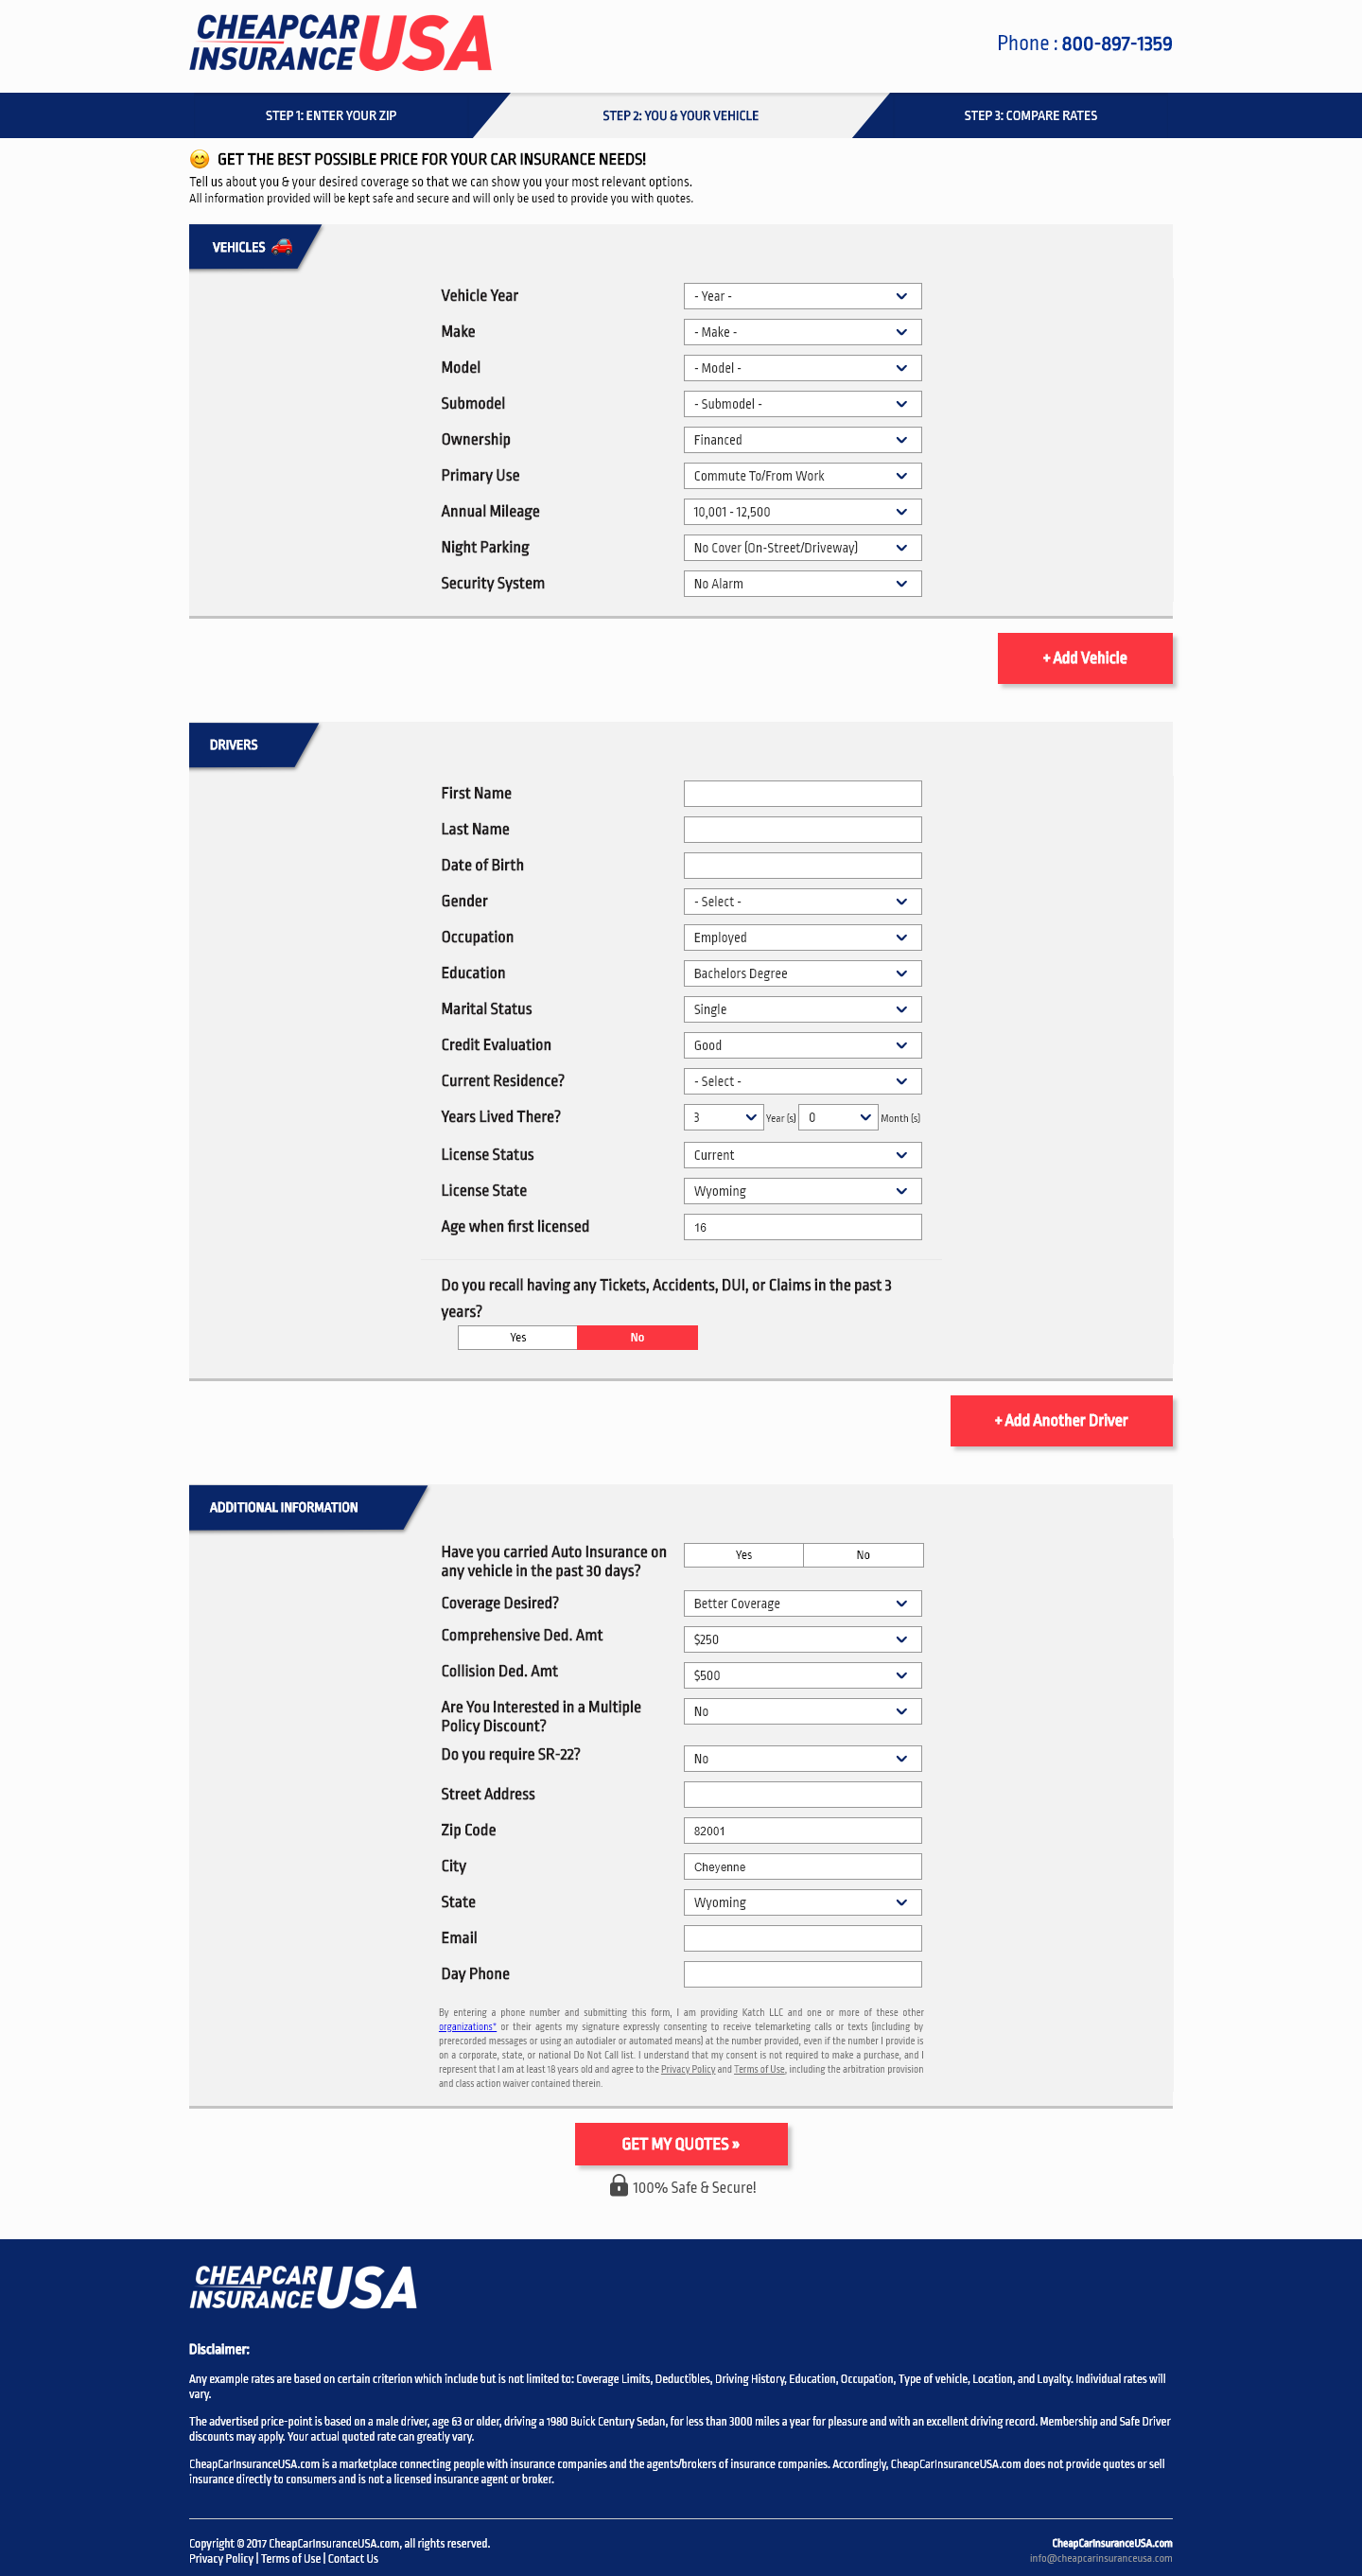 CHEAPCAR INSURANCE USA
Phone : 800-897-1359
STEP 1: ENTER YOUR ZIP
STEP 2: YOU & YOUR VEHICLE
STEP 3: COMPARE RATES
GET THE BEST POSSIBLE PRICE FOR YOUR CAR INSURANCE NEEDS!
Tell us about you & your desired coverage so that we can show you your most relevant options.
All information provided will be kept safe and secure and will only be used to provide you with quotes.
VEHICLES
Vehicle Year - Year -
Make - Make -
Model - Model -
Submodel - Submodel -
Ownership Financed
Primary Use Commute To/From Work
Annual Mileage 10,001 - 12,500
Night Parking No Cover (On-Street/Driveway)
Security System No Alarm
+ Add Vehicle
DRIVERS
First Name
Last Name
Date of Birth
Gender - Select -
Occupation Employed
Education Bachelors Degree
Marital Status Single
Credit Evaluation Good
Current Residence? - Select -
Years Lived There? 3 Year (s) 0 Month (s)
License Status Current
License State Wyoming
Age when first licensed 16
Do you recall having any Tickets, Accidents, DUI, or Claims in the past 3
years?
Yes No
+ Add Another Driver
ADDITIONAL INFORMATION
Have you carried Auto Insurance on
any vehicle in the past 30 days?
Yes No
Coverage Desired? Better Coverage
Comprehensive Ded. Amt $250
Collision Ded. Amt $500
Are You Interested in a Multiple
Policy Discount?
No
Do you require SR-22? No
Street Address
Zip Code 82001
City Cheyenne
State Wyoming
Email
Day Phone
By entering a phone number and submitting this form, I am providing Katch LLC and one or more of these other
organizations* or their agents my signature expressly consenting to receive telemarketing calls or texts (including by
prerecorded messages or using an autodialer or automated means) at the number provided, even if the number I provide is
on a corporate, state, or national Do Not Call list. I understand that my consent is not required to make a purchase, and I
represent that I am at least 18 years old and agree to the Privacy Policy and Terms of Use, including the arbitration provision
and class action waiver contained therein.
GET MY QUOTES »
100% Safe & Secure!
CHEAPCAR INSURANCE USA
Disclaimer:
Any example rates are based on certain criterion which include but is not limited to: Coverage Limits, Deductibles, Driving History, Education, Occupation, Type of vehicle, Location, and Loyalty. Individual rates will
vary.
The advertised price-point is based on a male driver, age 63 or older, driving a 1980 Buick Century Sedan, for less than 3000 miles a year for pleasure and with an excellent driving record. Membership and Safe Driver
discounts may apply. Your actual quoted rate can greatly vary.
CheapCarInsuranceUSA.com is a marketplace connecting people with insurance companies and the agents/brokers of insurance companies. Accordingly, CheapCarInsuranceUSA.com does not provide quotes or sell
insurance directly to consumers and is not a licensed insurance agent or broker.
Copyright © 2017 CheapCarInsuranceUSA.com, all rights reserved.
Privacy Policy | Terms of Use | Contact Us
CheapCarInsuranceUSA.com
info@cheapcarinsuranceusa.com